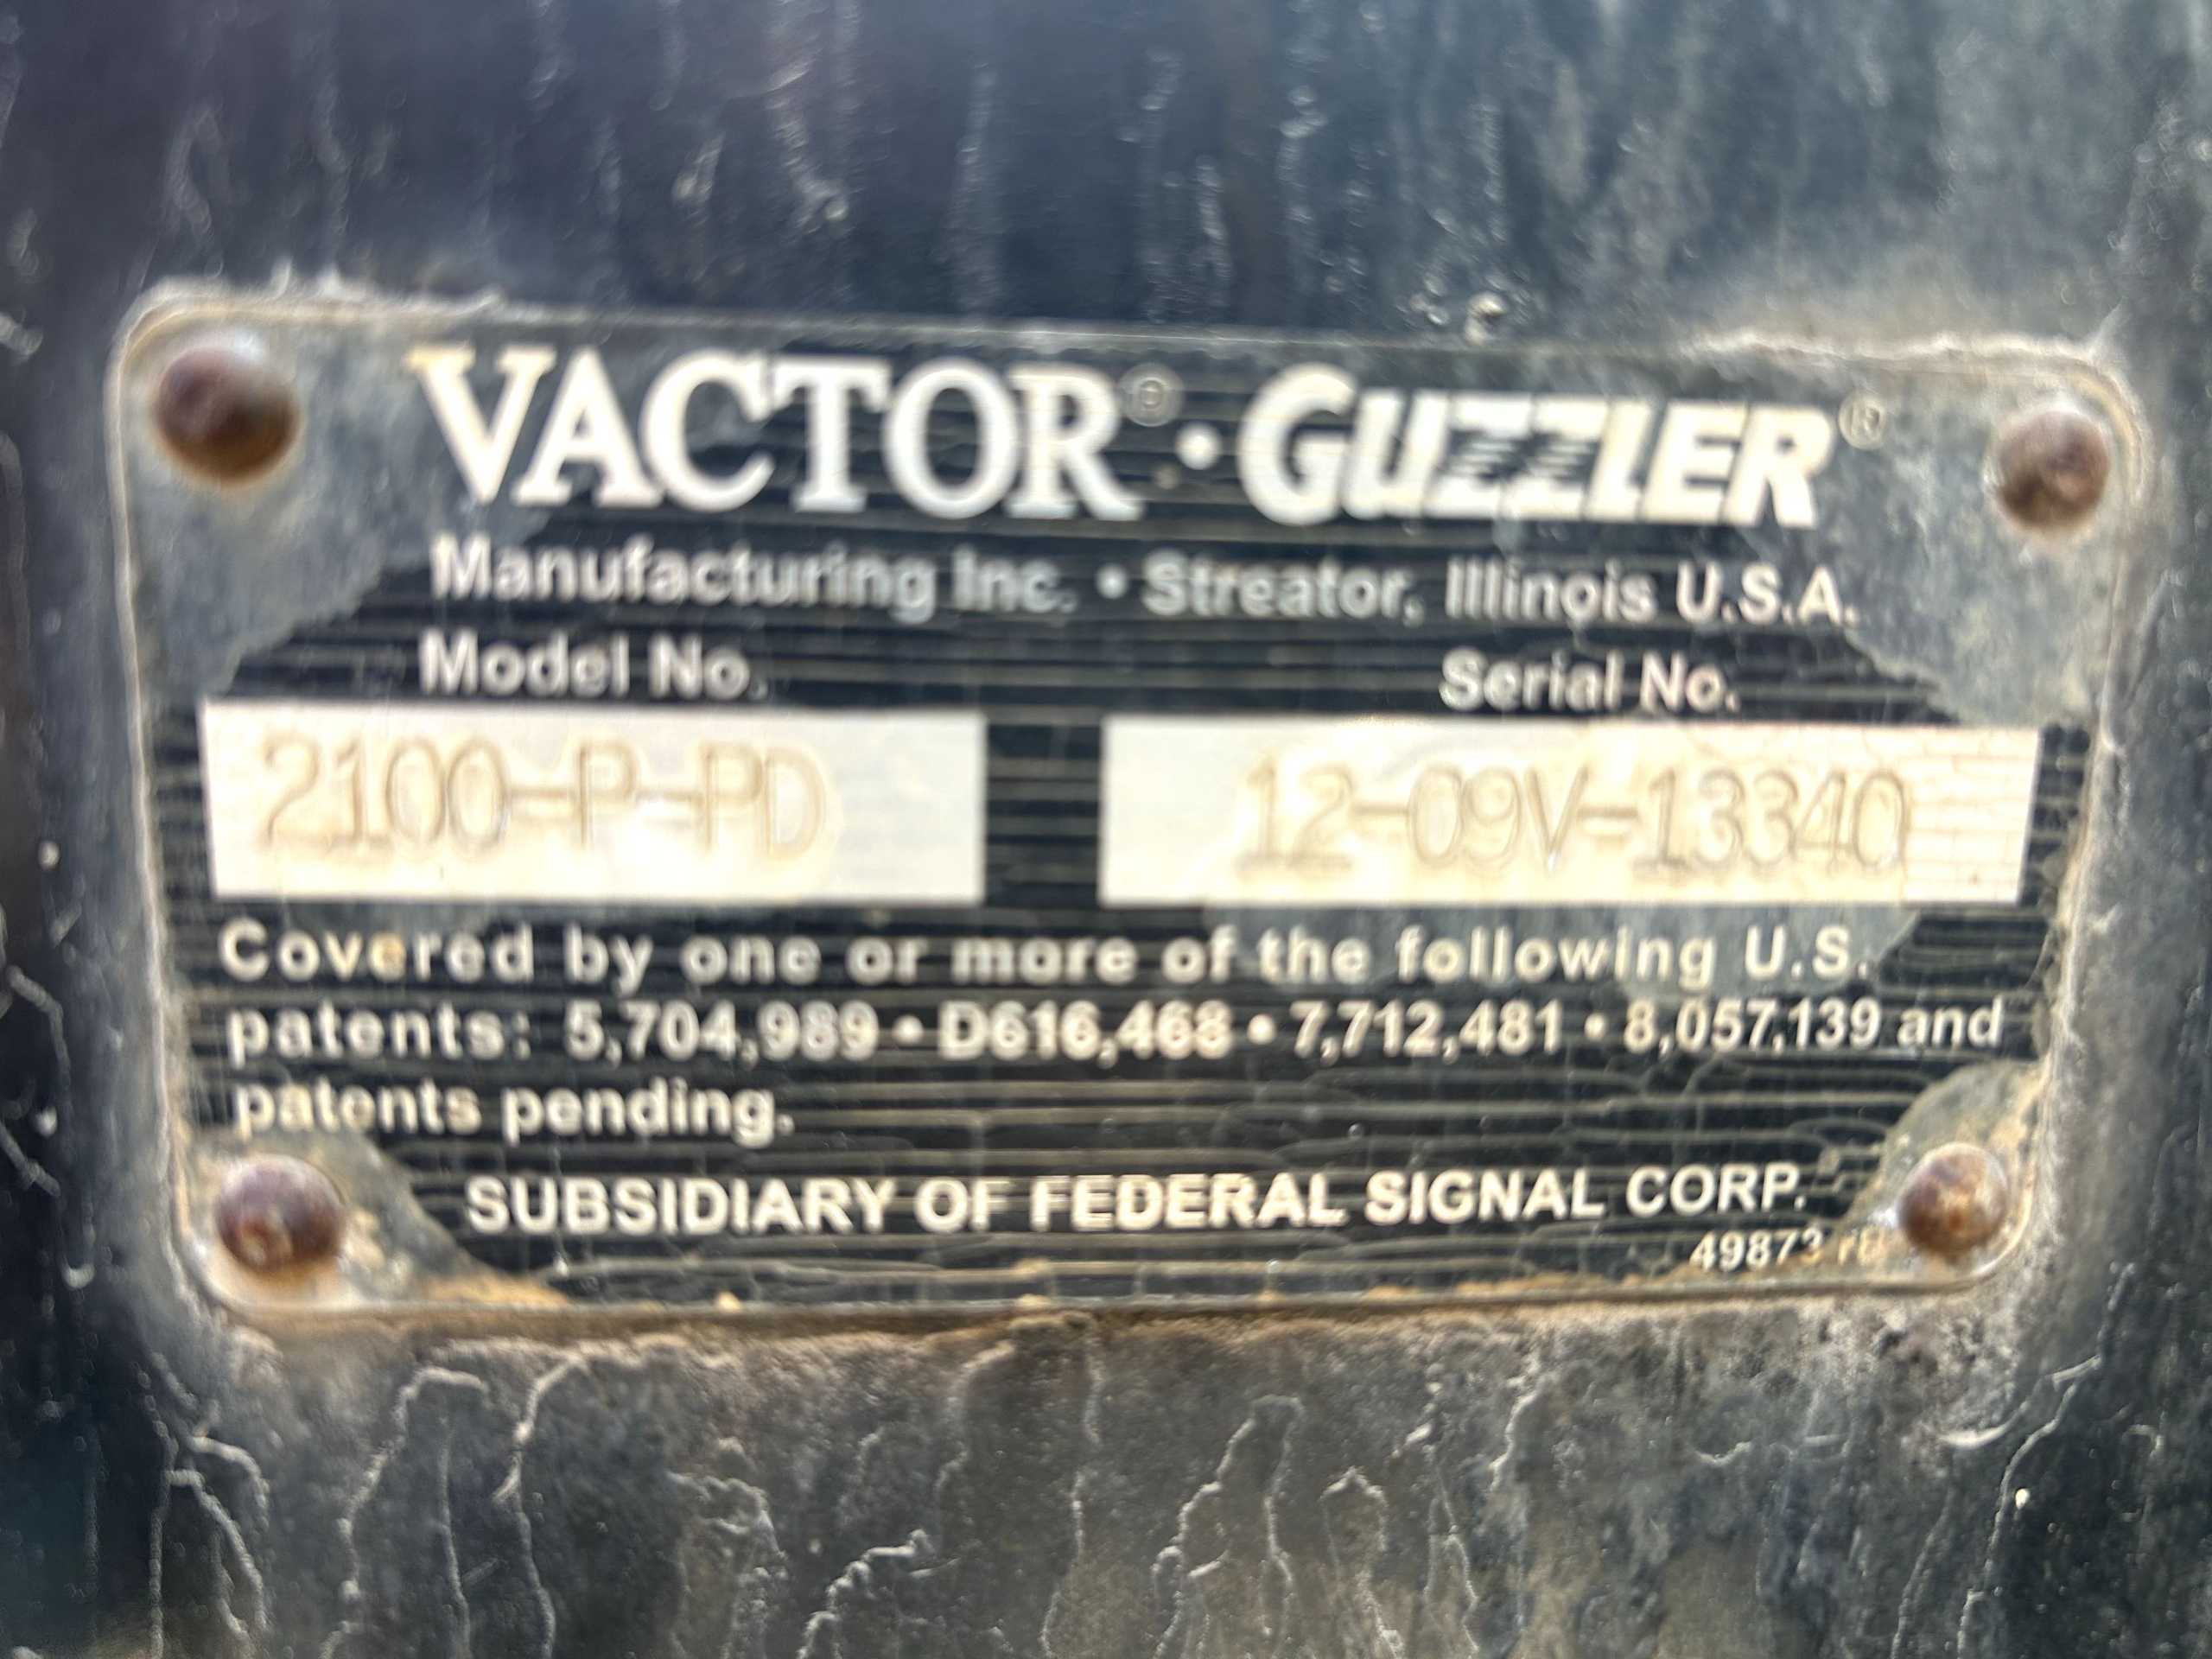 VACTOR® • GUZZLER®
Manufacturing Inc. • Streator, Illinois U.S.A.
Model No. Serial No.
2100-P-PD 12-09V-13340
Covered by one or more of the following U.S.
patents: 5,704,989 • D616,468 • 7,712,481 • 8,057,139 and
patents pending.
SUBSIDIARY OF FEDERAL SIGNAL CORP.
49873